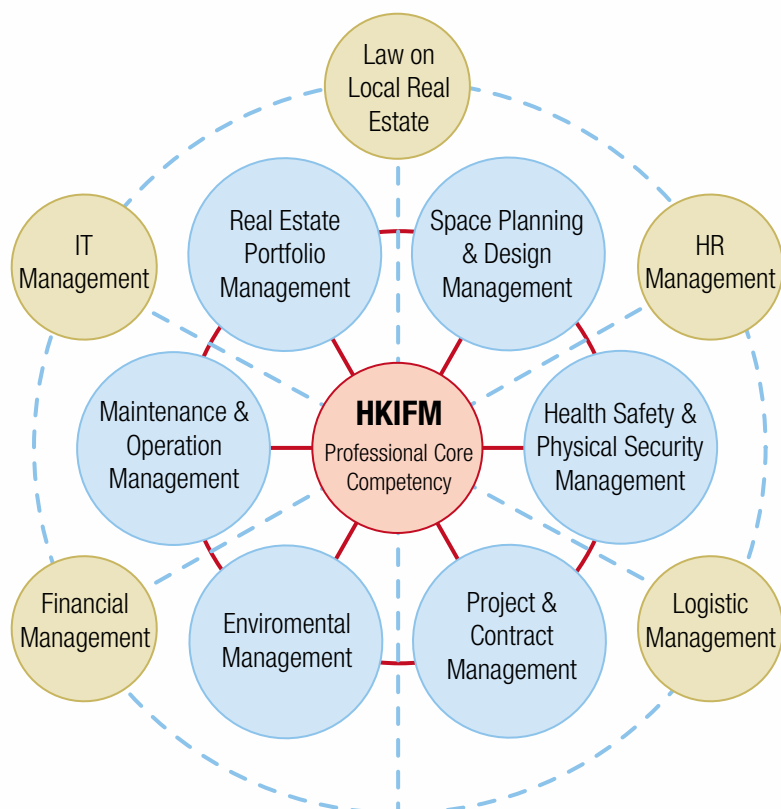 Law on
Local Real
Estate
Real Estate
Portfolio
Management
Space Planning
& Design
Management
IT
Management
HR
Management
Maintenance &
Operation
Management
HKIFM
Professional Core
Competency
Health Safety &
Physical Security
Management
Financial
Management
Enviromental
Management
Project &
Contract
Management
Logistic
Management